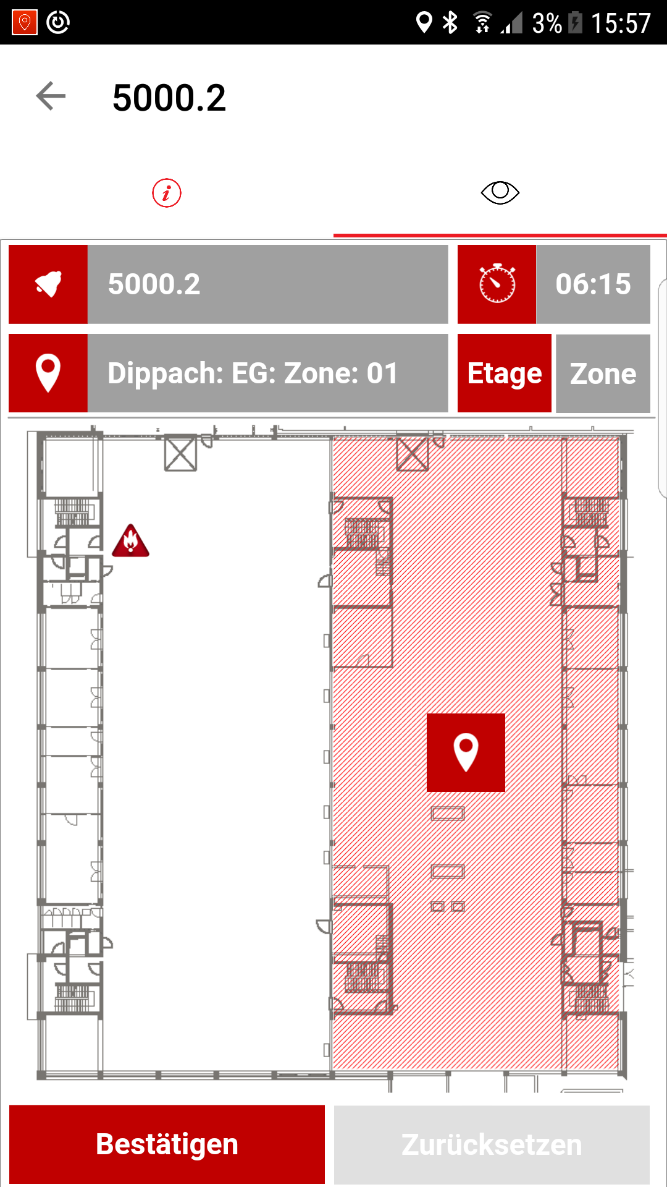 3% 15:57
5000.2
i
5000.2 06:15
Dippach: EG: Zone: 01 Etage Zone
Bestätigen Zurücksetzen